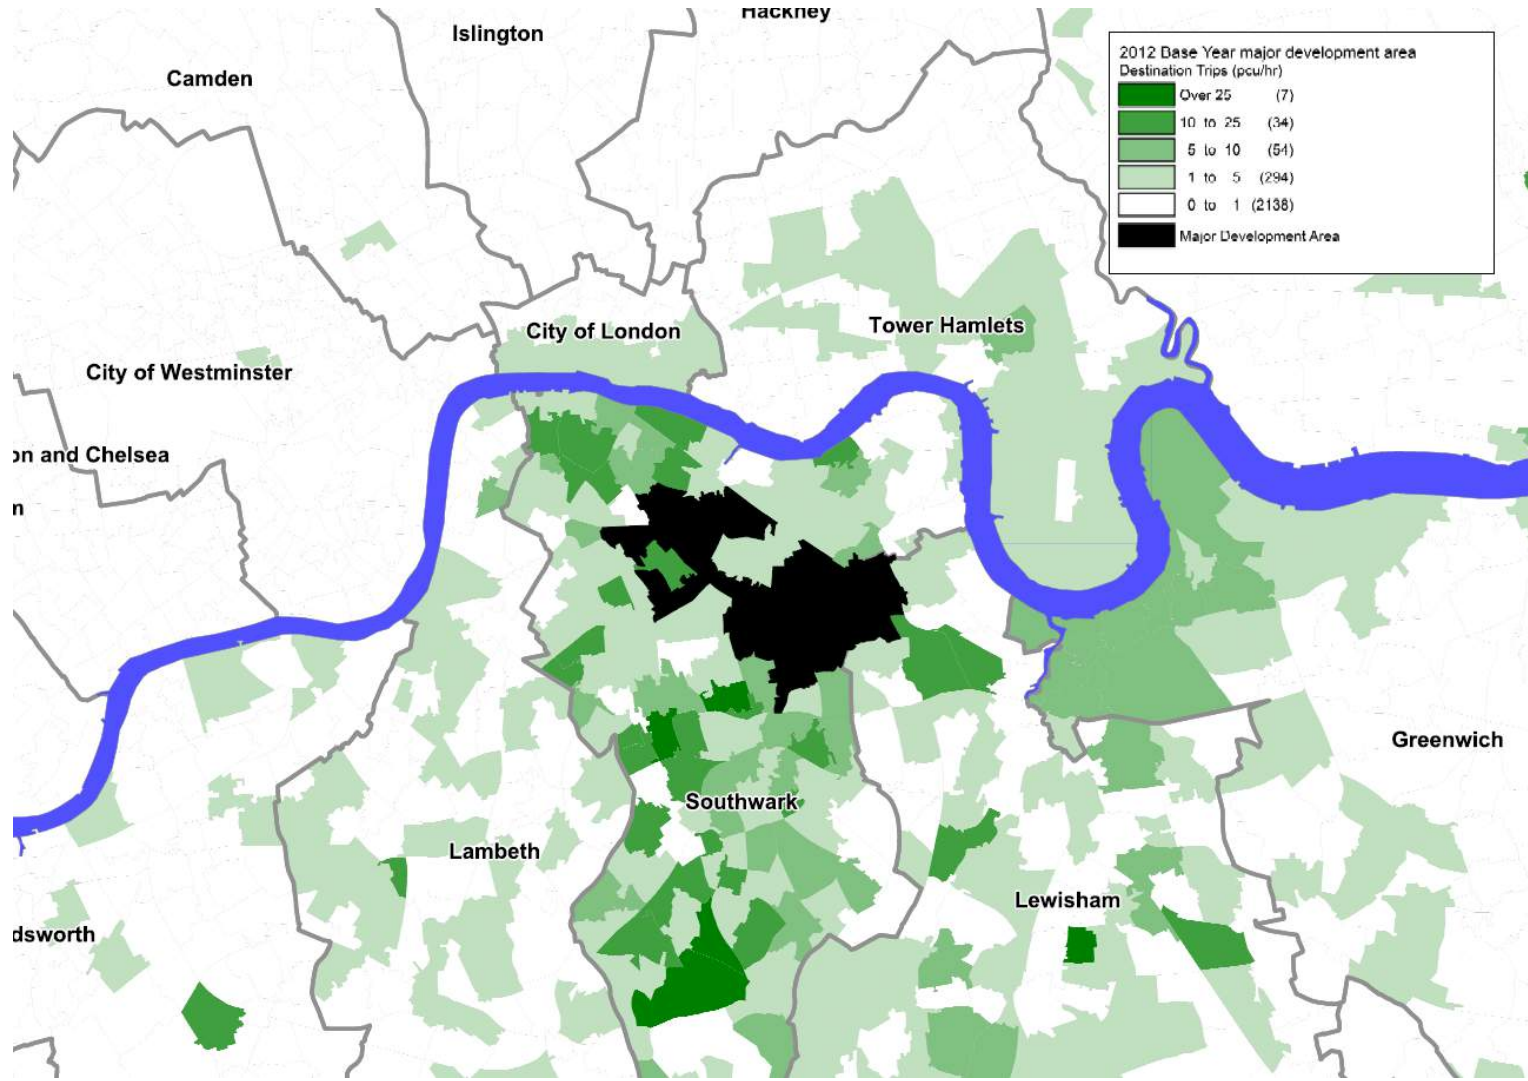 Hackney
Islington
Camden
2012 Base Year major development area
Destination Trips (pcu/hr)
Over 25 (7)
10 to 25 (34)
5 to 10 (54)
1 to 5 (294)
0 to 1 (2138)
Major Development Area
City of London
Tower Hamlets
City of Westminster
on and Chelsea
m
Greenwich
Southwark
Lambeth
Lewisham
dsworth